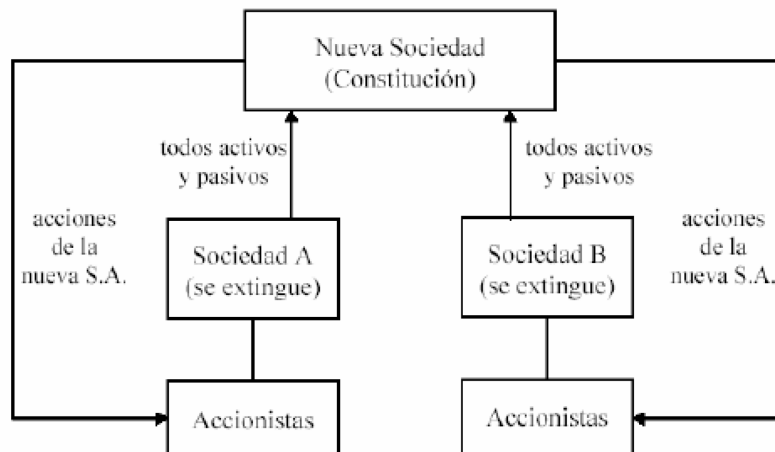 Nueva Sociedad
(Constitución)
todos activos
y pasivos
todos activos
y pasivos
acciones
de la
nueva S.A.
Sociedad A
(se extingue)
Sociedad B
(se extingue)
acciones
de la
nueva S.A.
Accionistas
Accionistas